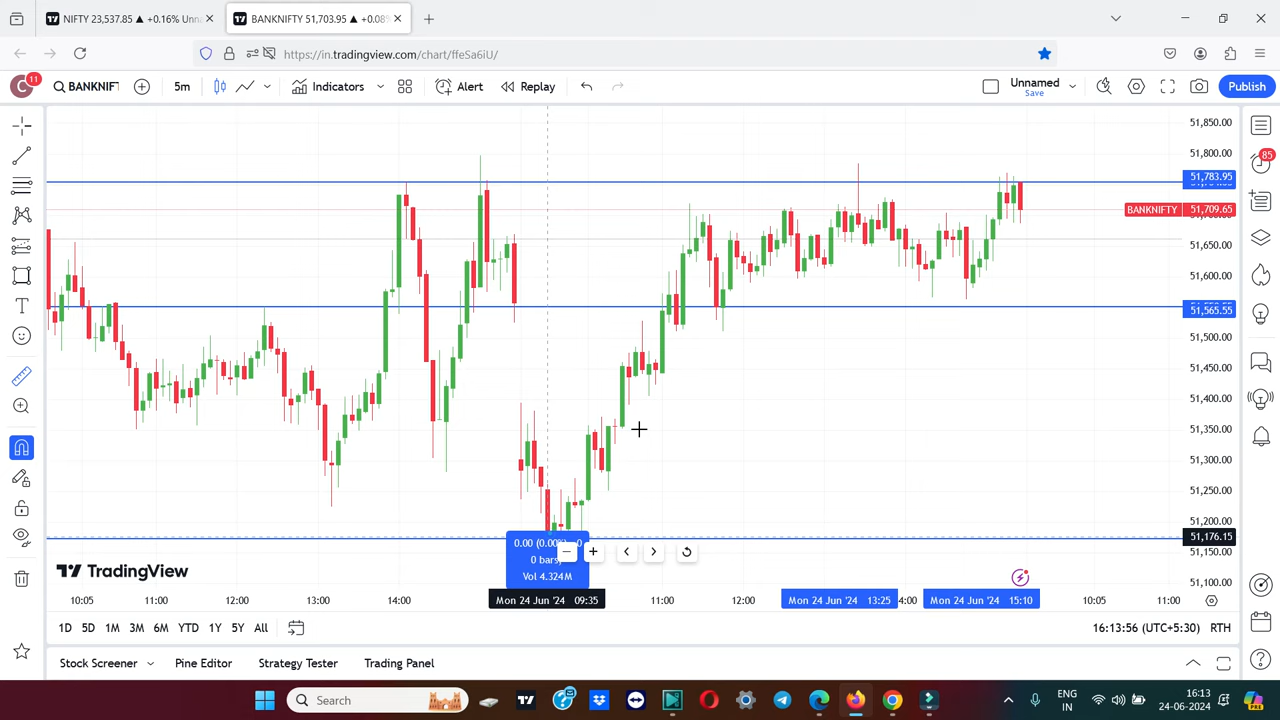 NIFTY 23,537.85 ▲ +0.16% Unna
BANKNIFTY 51,703.95 ▲ +0.08%
https://in.tradingview.com/chart/ffeSa6iU/
C 11
BANKNIFT
5m
Indicators
Alert
Replay
Unnamed
Save
Publish
51,850.00
51,800.00
51,783.95
BANKNIFTY 51,709.65
51,650.00
51,600.00
51,565.55
51,500.00
51,450.00
51,400.00
51,350.00
51,300.00
51,250.00
51,200.00
51,176.15
51,150.00
51,100.00
85
0.00 (0.00
0 bars,
Vol 4.324M
TradingView
10:05 11:00 12:00 13:00 14:00 Mon 24 Jun '24 09:35 11:00 12:00 Mon 24 Jun '24 13:25 4:00 Mon 24 Jun '24 15:10 10:05 11:00
1D 5D 1M 3M 6M YTD 1Y 5Y All
16:13:56 (UTC+5:30) RTH
Stock Screener
Pine Editor
Strategy Tester
Trading Panel
Search
ENG
IN
16:13
24-06-2024